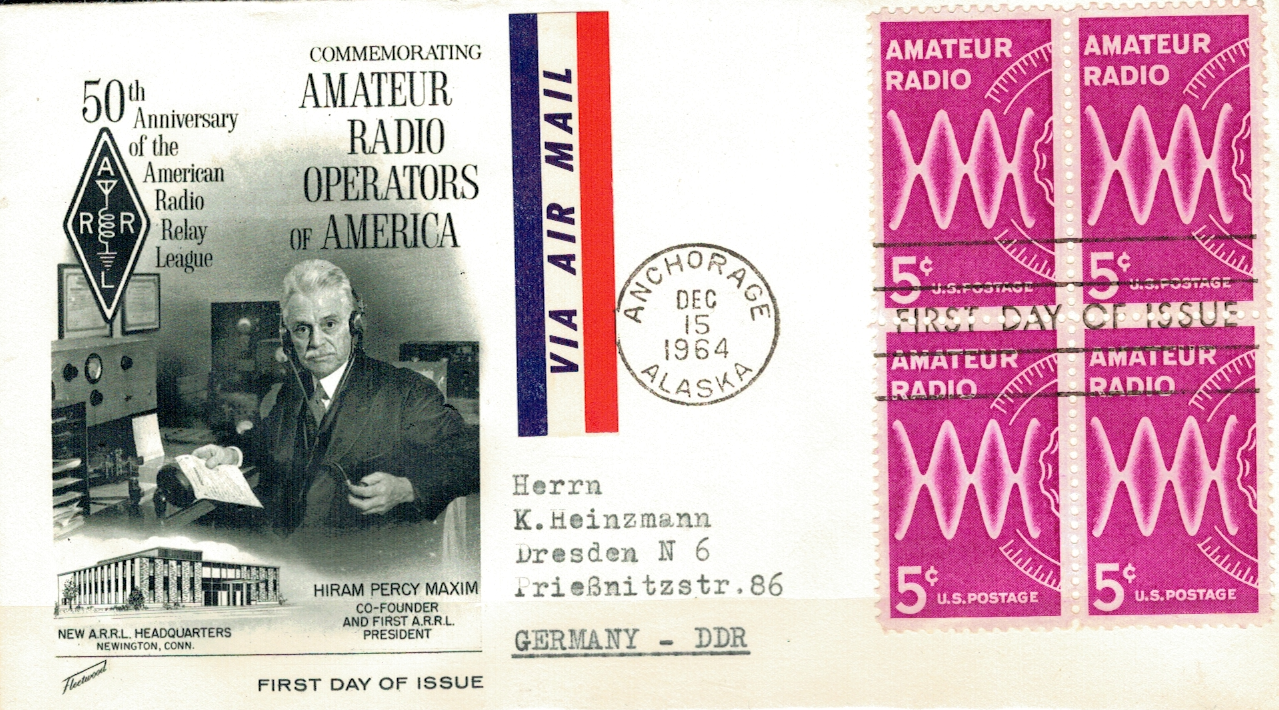 COMMEMORATING
AMATEUR
RADIO
OPERATORS
OF AMERICA
50th
Anniversary
of the
American
Radio
Relay
League
A
R R
L
HIRAM PERCY MAXIM
CO-FOUNDER
AND FIRST A.R.R.L.
PRESIDENT
NEW A.R.R.L. HEADQUARTERS
NEWINGTON, CONN.
Fleetwood
FIRST DAY OF ISSUE
VIA AIR MAIL
ANCHORAGE
DEC
15
1964
ALASKA
Herrn
K.Heinzmann
Dresden N 6
Prießnitzstr.86
GERMANY - DDR
AMATEUR
RADIO
5¢ U.S.POSTAGE
AMATEUR
RADIO
5¢ U.S.POSTAGE
FIRST DAY OF ISSUE
AMATEUR
RADIO
5¢ U.S.POSTAGE
AMATEUR
RADIO
5¢ U.S.POSTAGE